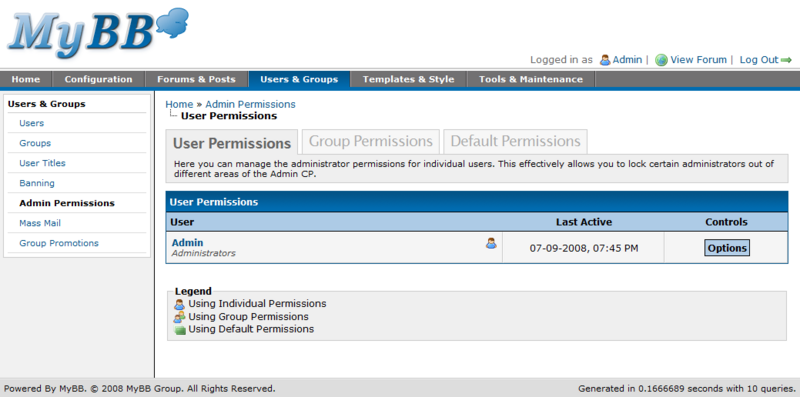 MyBB
Logged in as Admin | View Forum | Log Out
Home Configuration Forums & Posts Users & Groups Templates & Style Tools & Maintenance
Users & Groups
Users
Groups
User Titles
Banning
Admin Permissions
Mass Mail
Group Promotions
Home » Admin Permissions
User Permissions
User Permissions Group Permissions Default Permissions
Here you can manage the administrator permissions for individual users. This effectively allows you to lock certain administrators out of
different areas of the Admin CP.
User Permissions
User Last Active Controls
Admin
Administrators
07-09-2008, 07:45 PM
Options
Legend
Using Individual Permissions
Using Group Permissions
Using Default Permissions
Powered By MyBB. © 2008 MyBB Group. All Rights Reserved.
Generated in 0.1666689 seconds with 10 queries.